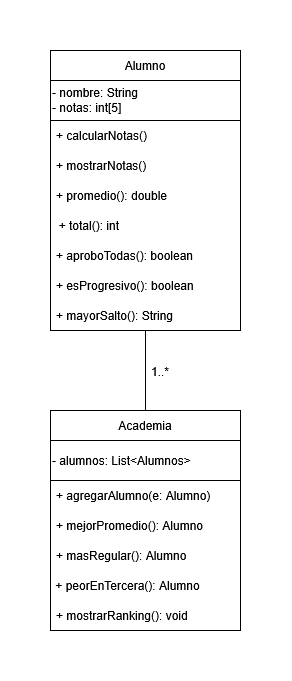 Alumno
- nombre: String
- notas: int[5]
+ calcularNotas()
+ mostrarNotas()
+ promedio(): double
+ total(): int
+ aproboTodas(): boolean
+ esProgresivo(): boolean
+ mayorSalto(): String
1..*
Academia
- alumnos: List<Alumnos>
+ agregarAlumno(e: Alumno)
+ mejorPromedio(): Alumno
+ masRegular(): Alumno
+ peorEnTercera(): Alumno
+ mostrarRanking(): void